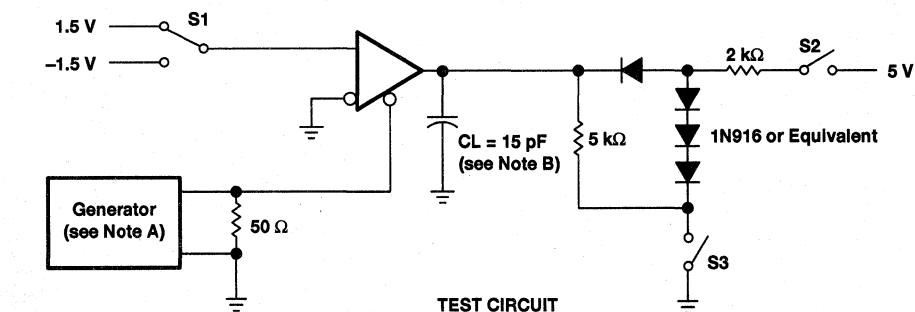 1.5 V
S1
–1.5 V
2 kΩ
S2
5 V
CL = 15 pF
(see Note B)
5 kΩ
1N916 or Equivalent
Generator
(see Note A)
50 Ω
S3
TEST CIRCUIT